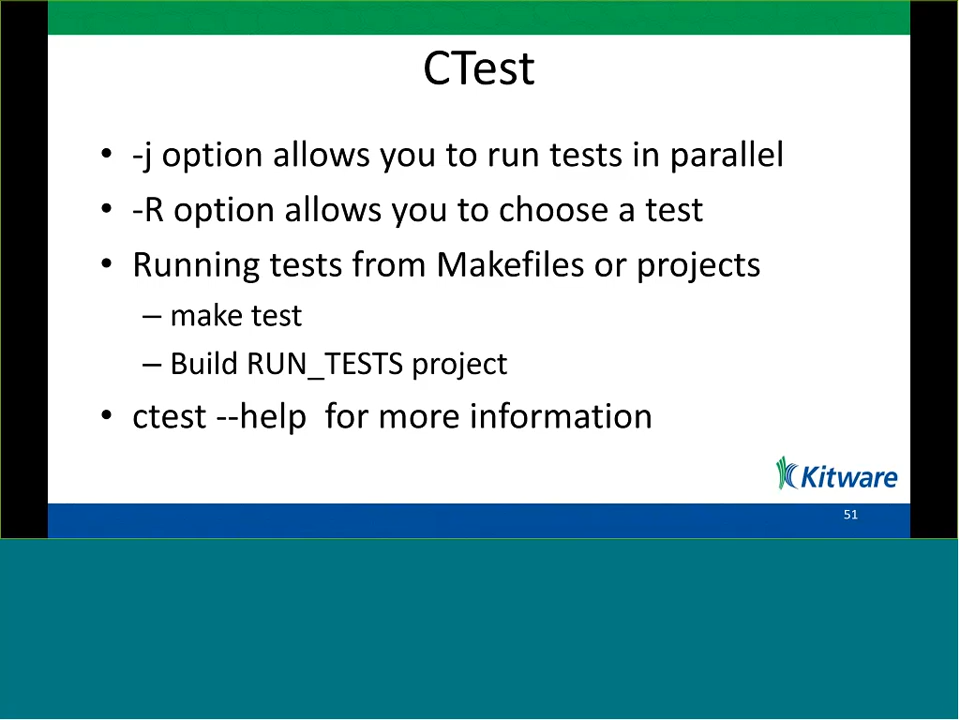 CTest
• -j option allows you to run tests in parallel
• -R option allows you to choose a test
• Running tests from Makefiles or projects
– make test
– Build RUN_TESTS project
• ctest --help  for more information
Kitware
51